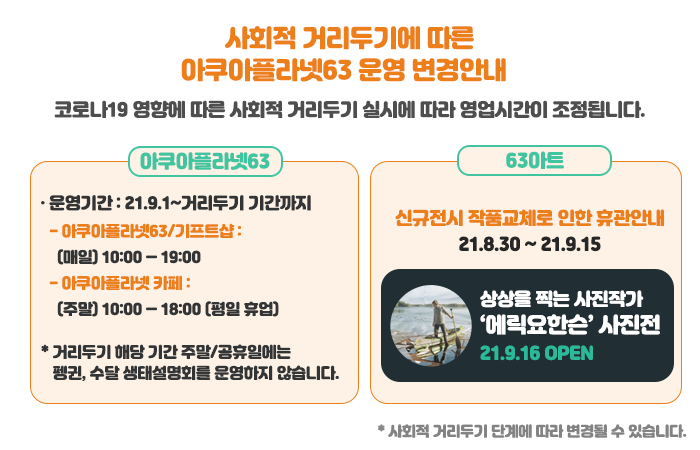 사회적 거리두기에 따른
아쿠아플라넷63 운영 변경안내
코로나19 영향에 따른 사회적 거리두기 실시에 따라 영업시간이 조정됩니다.
아쿠아플라넷63
· 운영기간 : 21.9.1~거리두기 기간까지
- 아쿠아플라넷63/기프트샵 :
(매일) 10:00 – 19:00
- 아쿠아플라넷 카페 :
(주말) 10:00 – 18:00 (평일 휴업)
* 거리두기 해당 기간 주말/공휴일에는
펭귄, 수달 생태설명회를 운영하지 않습니다.
63아트
신규전시 작품교체로 인한 휴관안내
21.8.30 ~ 21.9.15
상상을 찍는 사진작가
‘에릭요한슨’ 사진전
21.9.16 OPEN
* 사회적 거리두기 단계에 따라 변경될 수 있습니다.